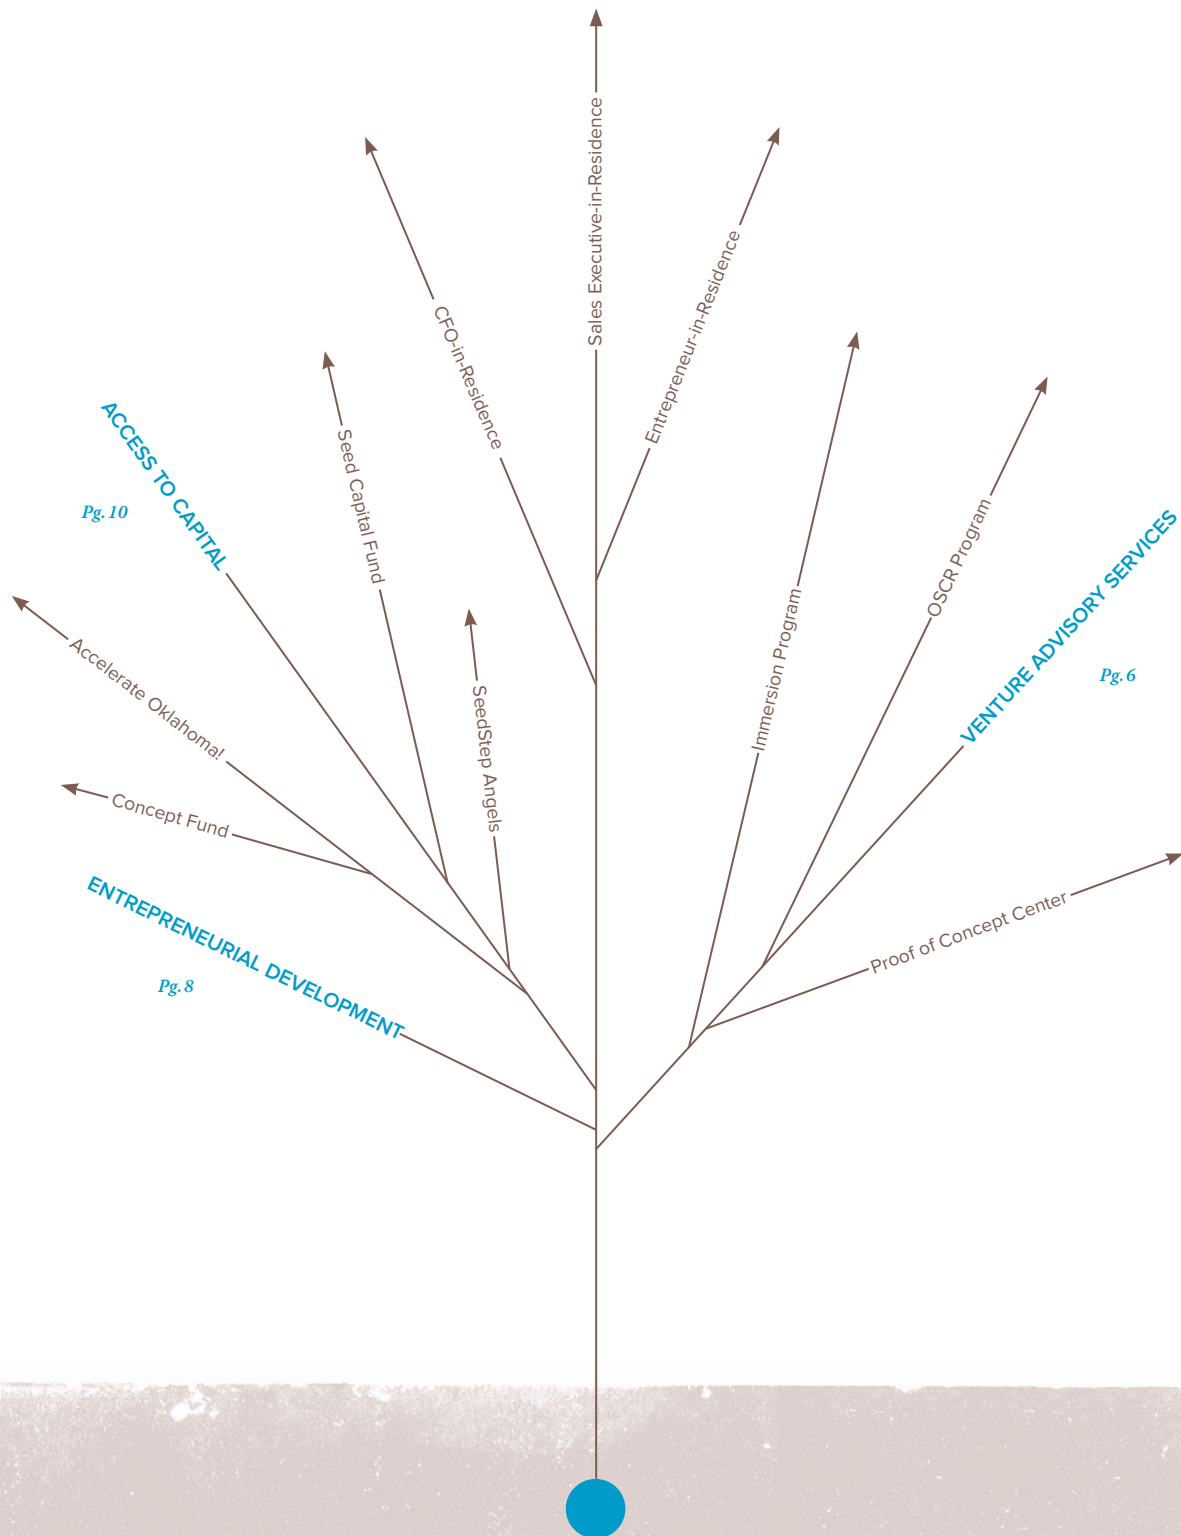 Sales Executive-in-Residence
CFO-in-Residence
Entrepreneur-in-Residence
Seed Capital Fund
ACCESS TO CAPITAL
Pg. 10
Immersion Program
OSCR Program
VENTURE ADVISORY SERVICES
Pg. 6
Accelerate Oklahoma!
SeedStep Angels
Concept Fund
Proof of Concept Center
ENTREPRENEURIAL DEVELOPMENT
Pg. 8